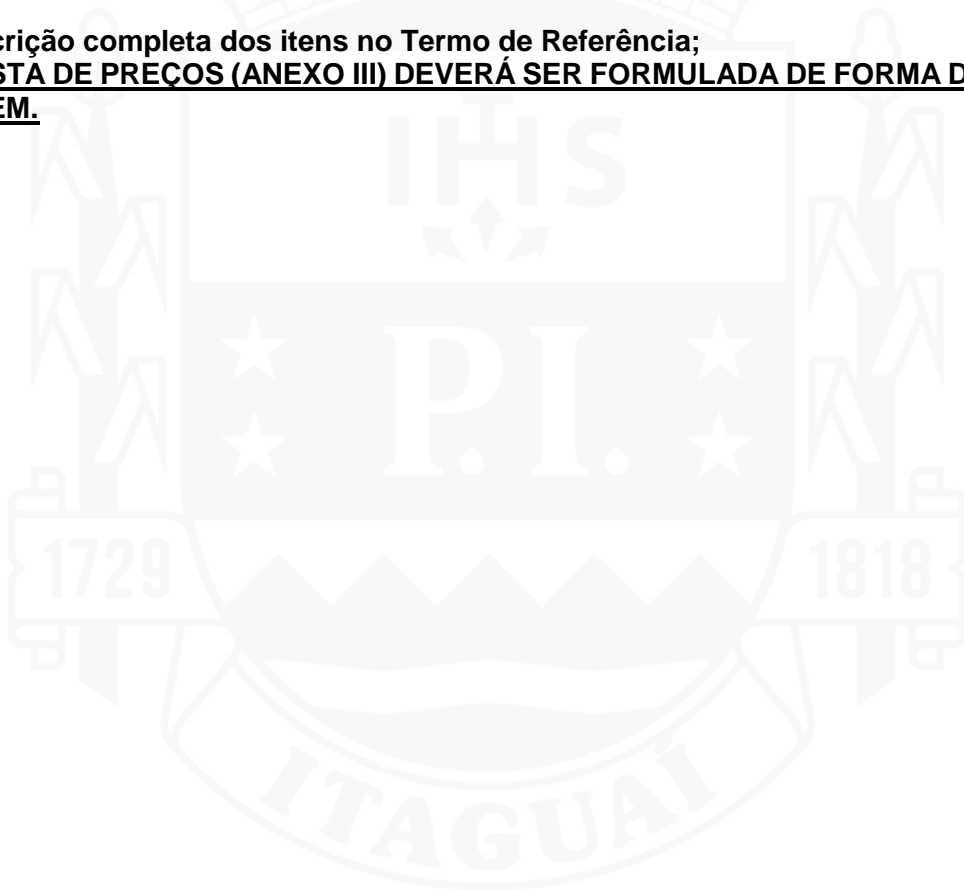 crição completa dos itens no Termo de Referência;
STA DE PREÇOS (ANEXO III) DEVERÁ SER FORMULADA DE FORMA D
EM.
IHS
P.I.
1729
1818
ITAGUAÍ